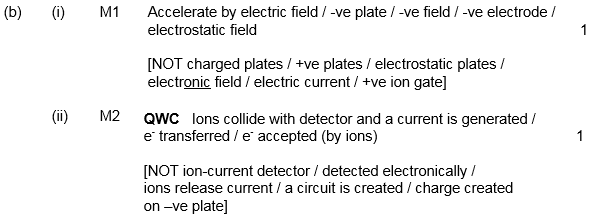 (b) (i) M1 Accelerate by electric field / -ve plate / -ve field / -ve electrode /
electrostatic field 1
[NOT charged plates / +ve plates / electrostatic plates /
electronic field / electric current / +ve ion gate]
(ii) M2 QWC Ions collide with detector and a current is generated /
e⁻ transferred / e⁻ accepted (by ions) 1
[NOT ion-current detector / detected electronically /
ions release current / a circuit is created / charge created
on –ve plate]